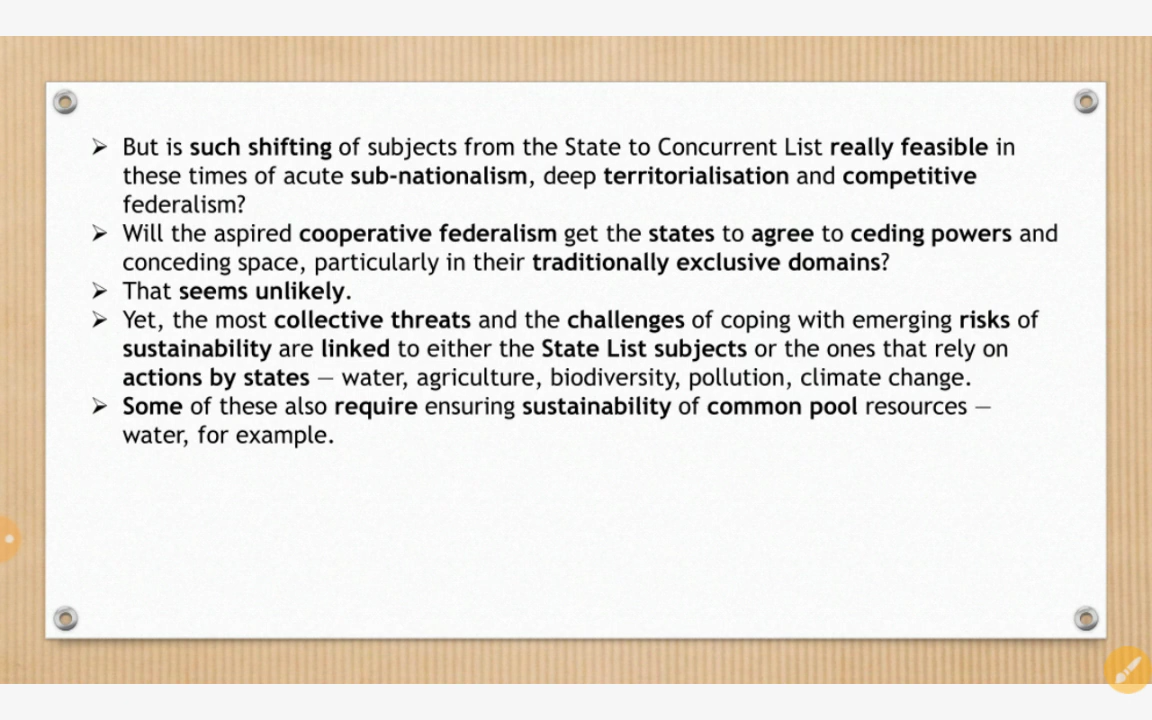 ➢ But is such shifting of subjects from the State to Concurrent List really feasible in
these times of acute sub-nationalism, deep territorialisation and competitive
federalism?
➢ Will the aspired cooperative federalism get the states to agree to ceding powers and
conceding space, particularly in their traditionally exclusive domains?
➢ That seems unlikely.
➢ Yet, the most collective threats and the challenges of coping with emerging risks of
sustainability are linked to either the State List subjects or the ones that rely on
actions by states — water, agriculture, biodiversity, pollution, climate change.
➢ Some of these also require ensuring sustainability of common pool resources —
water, for example.